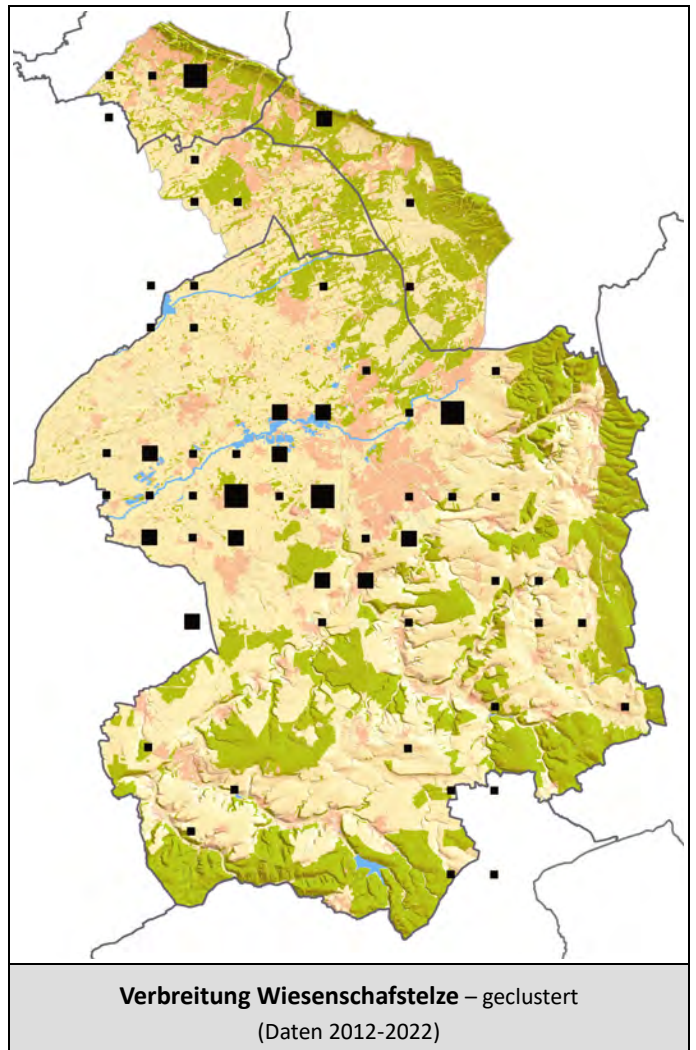 Verbreitung Wiesenschafstelze – geclustert
(Daten 2012-2022)